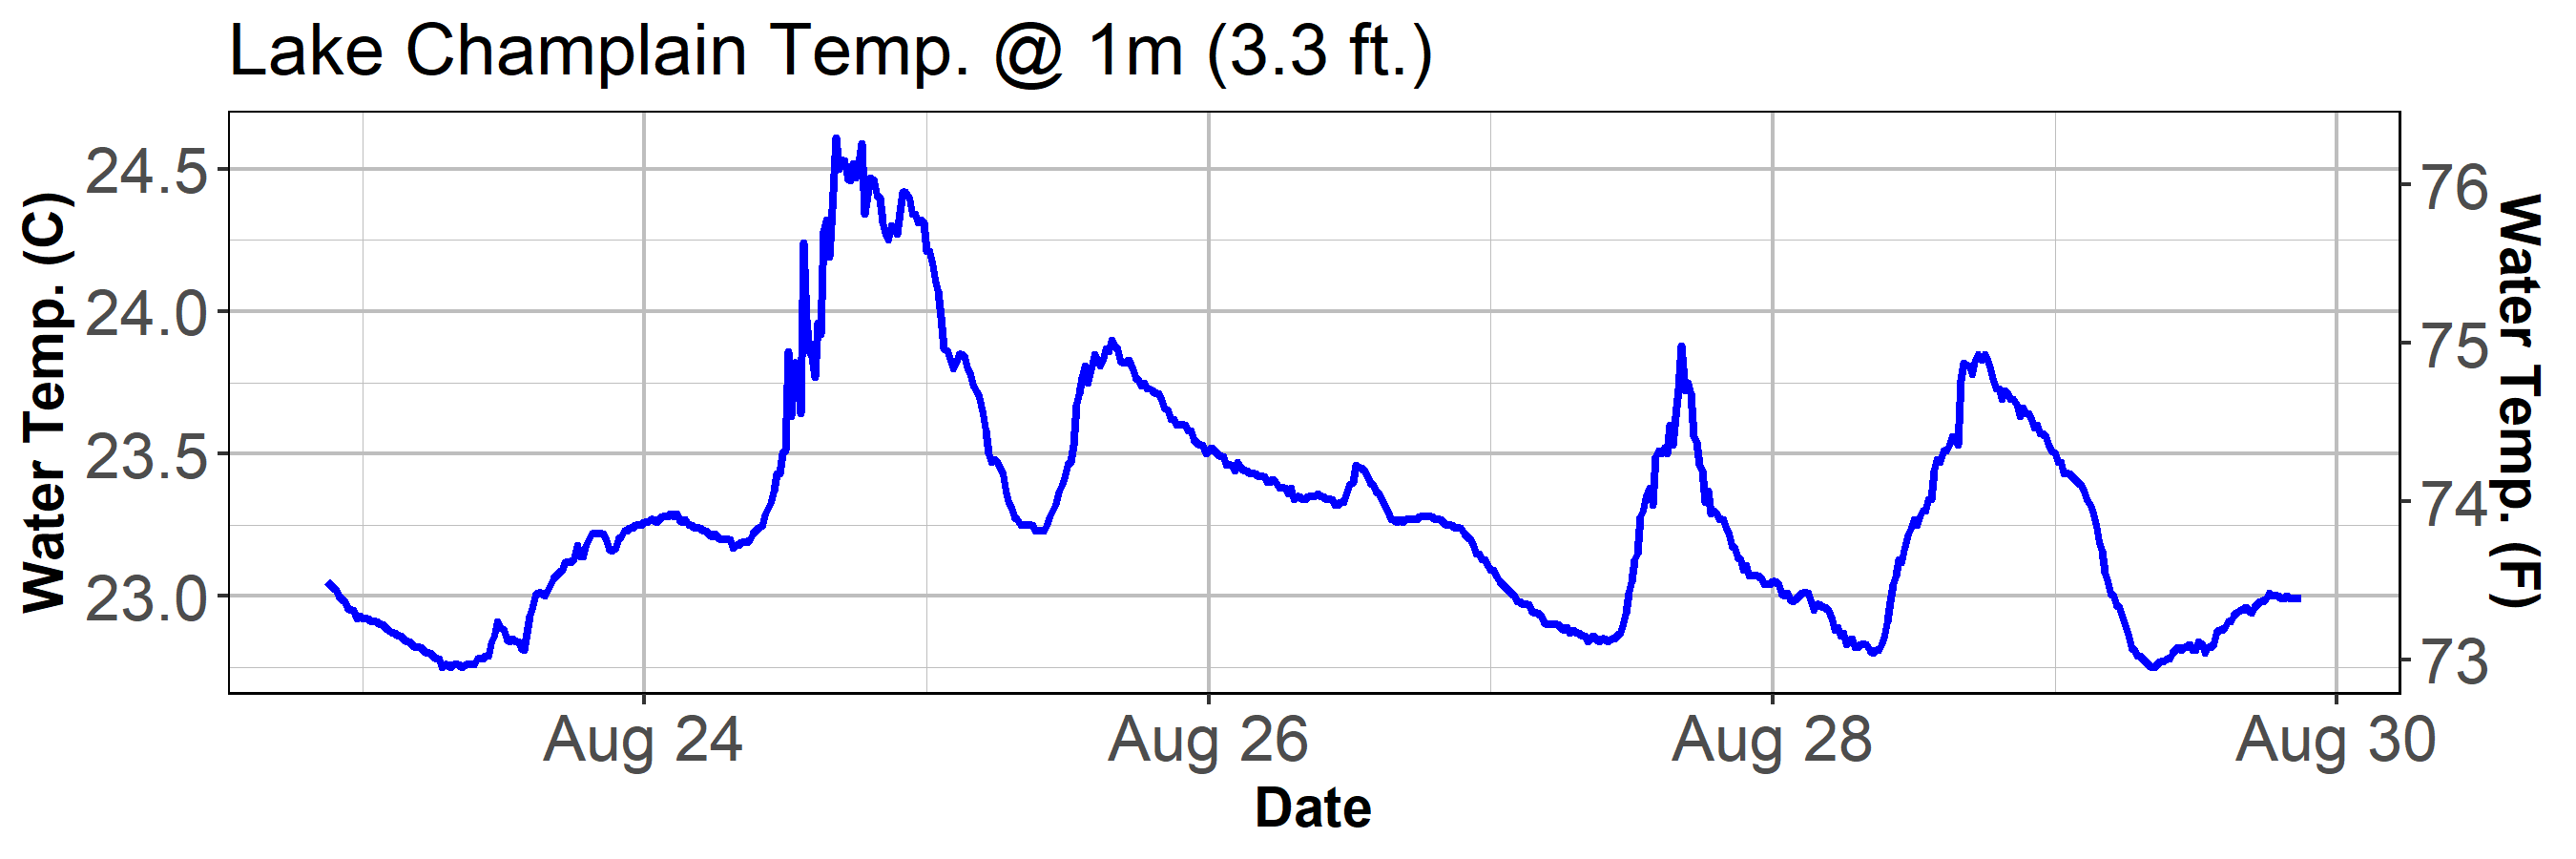 Lake Champlain Temp. @ 1m (3.3 ft.)
Water Temp. (C)
24.5
24.0
23.5
23.0
76
75
74
73
Water Temp. (F)
Aug 24 Aug 26 Aug 28 Aug 30
Date